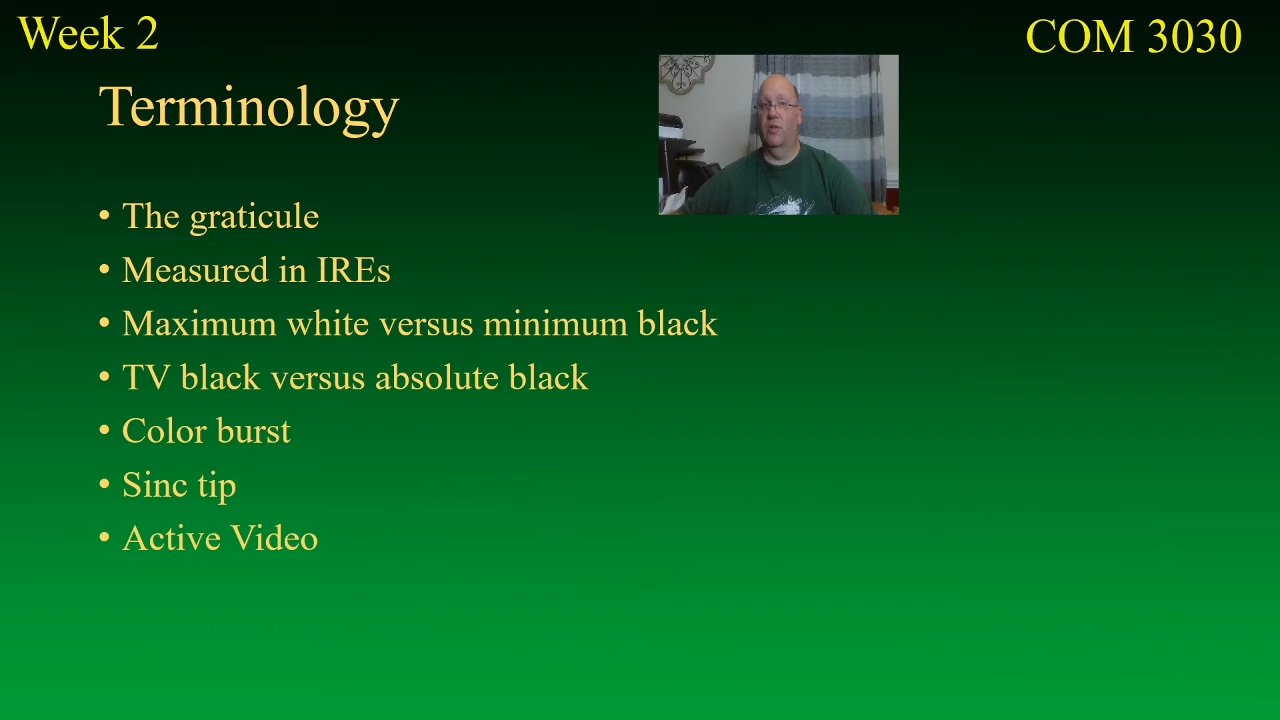 Week 2
COM 3030
Terminology
• The graticule
• Measured in IREs
• Maximum white versus minimum black
• TV black versus absolute black
• Color burst
• Sinc tip
• Active Video